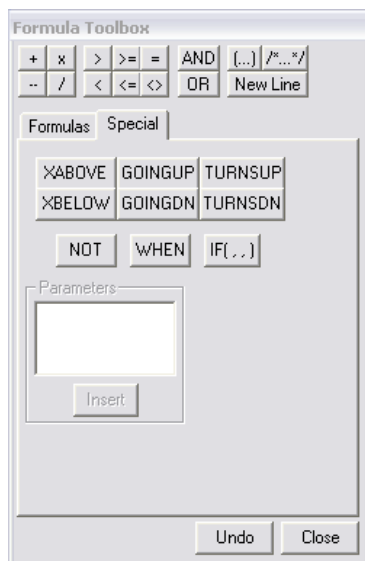 Formula Toolbox
+ x > >= = AND (...) /*...*/
-- / < <= <> OR New Line
Formulas Special
XABOVE GOINGUP TURNSUP
XBELOW GOINGDN TURNSDN
NOT WHEN IF( , , )
Parameters
Insert
Undo Close